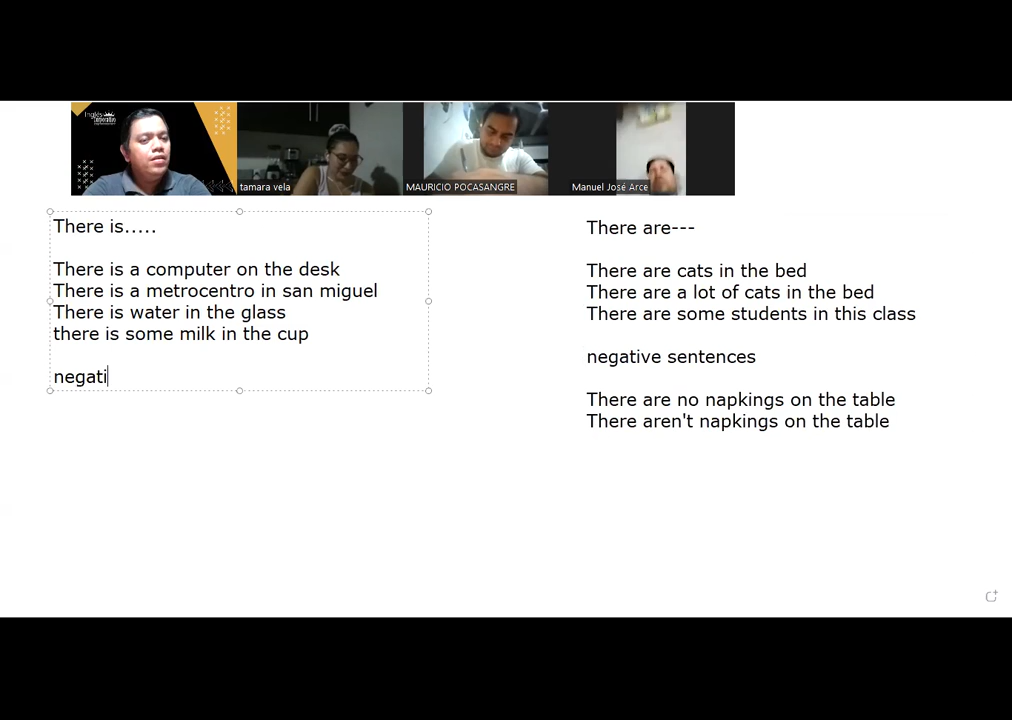 Inglés
Corporativo
tamara vela
MAURICIO POCASANGRE
Manuel José Arce
There is.....
There is a computer on the desk
There is a metrocentro in san miguel
There is water in the glass
there is some milk in the cup
negati
There are---
There are cats in the bed
There are a lot of cats in the bed
There are some students in this class
negative sentences
There are no napkings on the table
There aren't napkings on the table